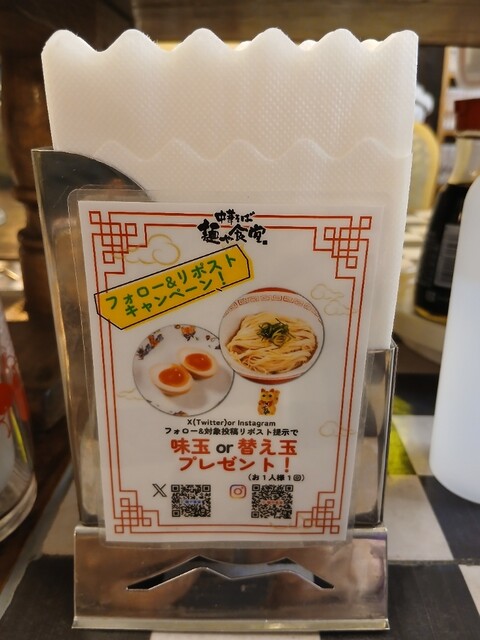 中華そば
麺や食堂
フォロー&リポスト
キャンペーン!
X(Twitter)or Instagram
フォロー&対象投稿リポスト提示で
味玉 or 替え玉
プレゼント!
(お1人様1回)